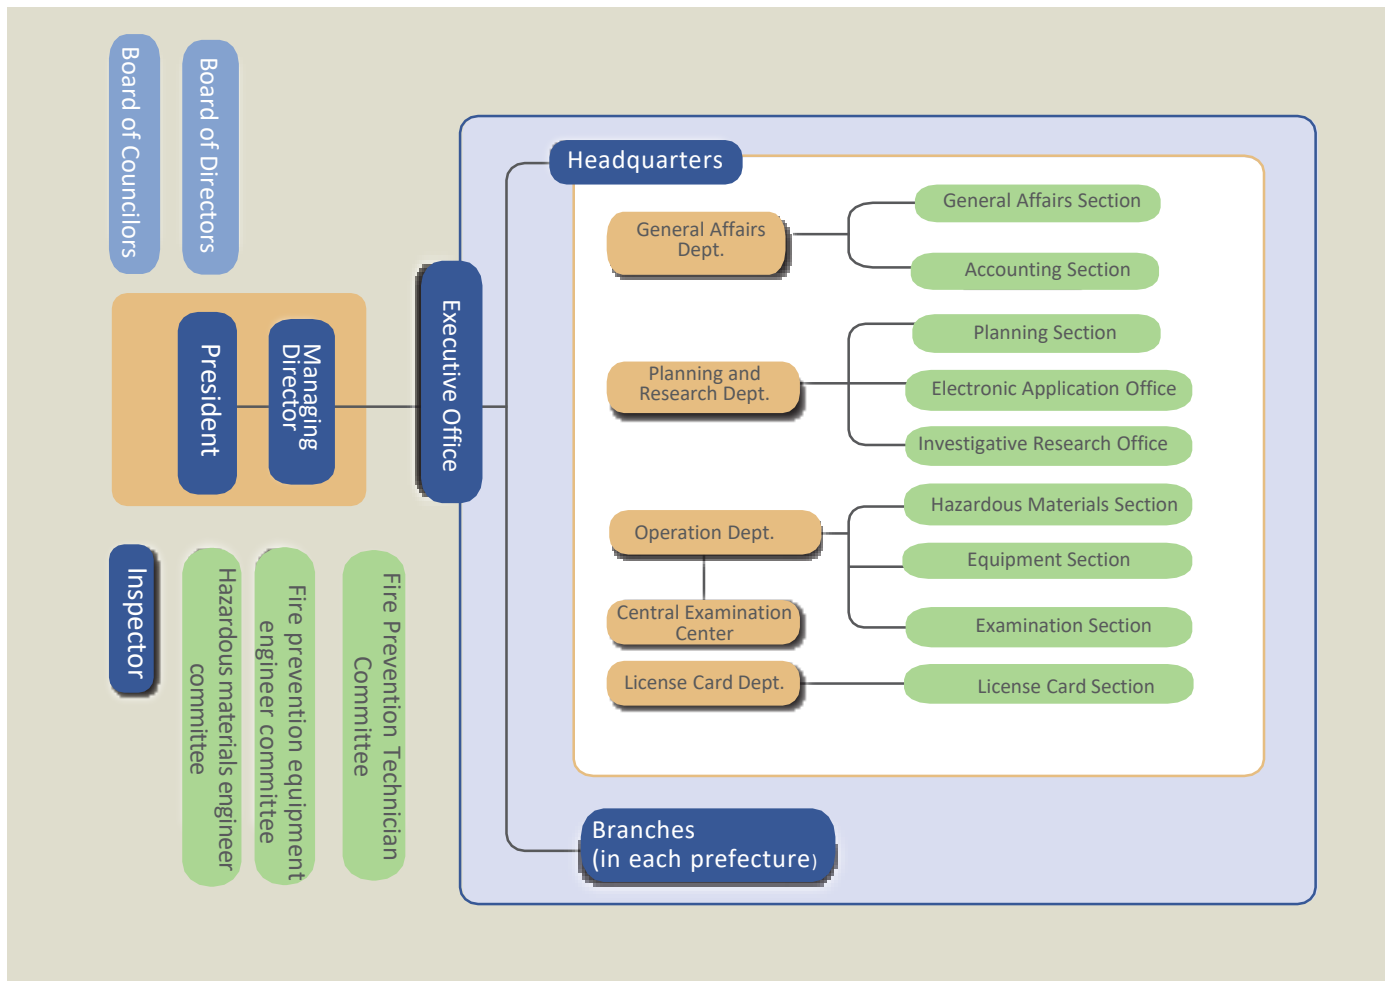 Board of Councilors
Board of Directors
President
Managing
Director
Executive Office
Inspector
Hazardous materials engineer
committee
Fire prevention equipment
engineer committee
Fire Prevention Technician
Committee
Headquarters
General Affairs
Dept.
General Affairs Section
Accounting Section
Planning and
Research Dept.
Planning Section
Electronic Application Office
Investigative Research Office
Operation Dept.
Hazardous Materials Section
Equipment Section
Examination Section
Central Examination
Center
License Card Dept.
License Card Section
Branches
(in each prefecture)